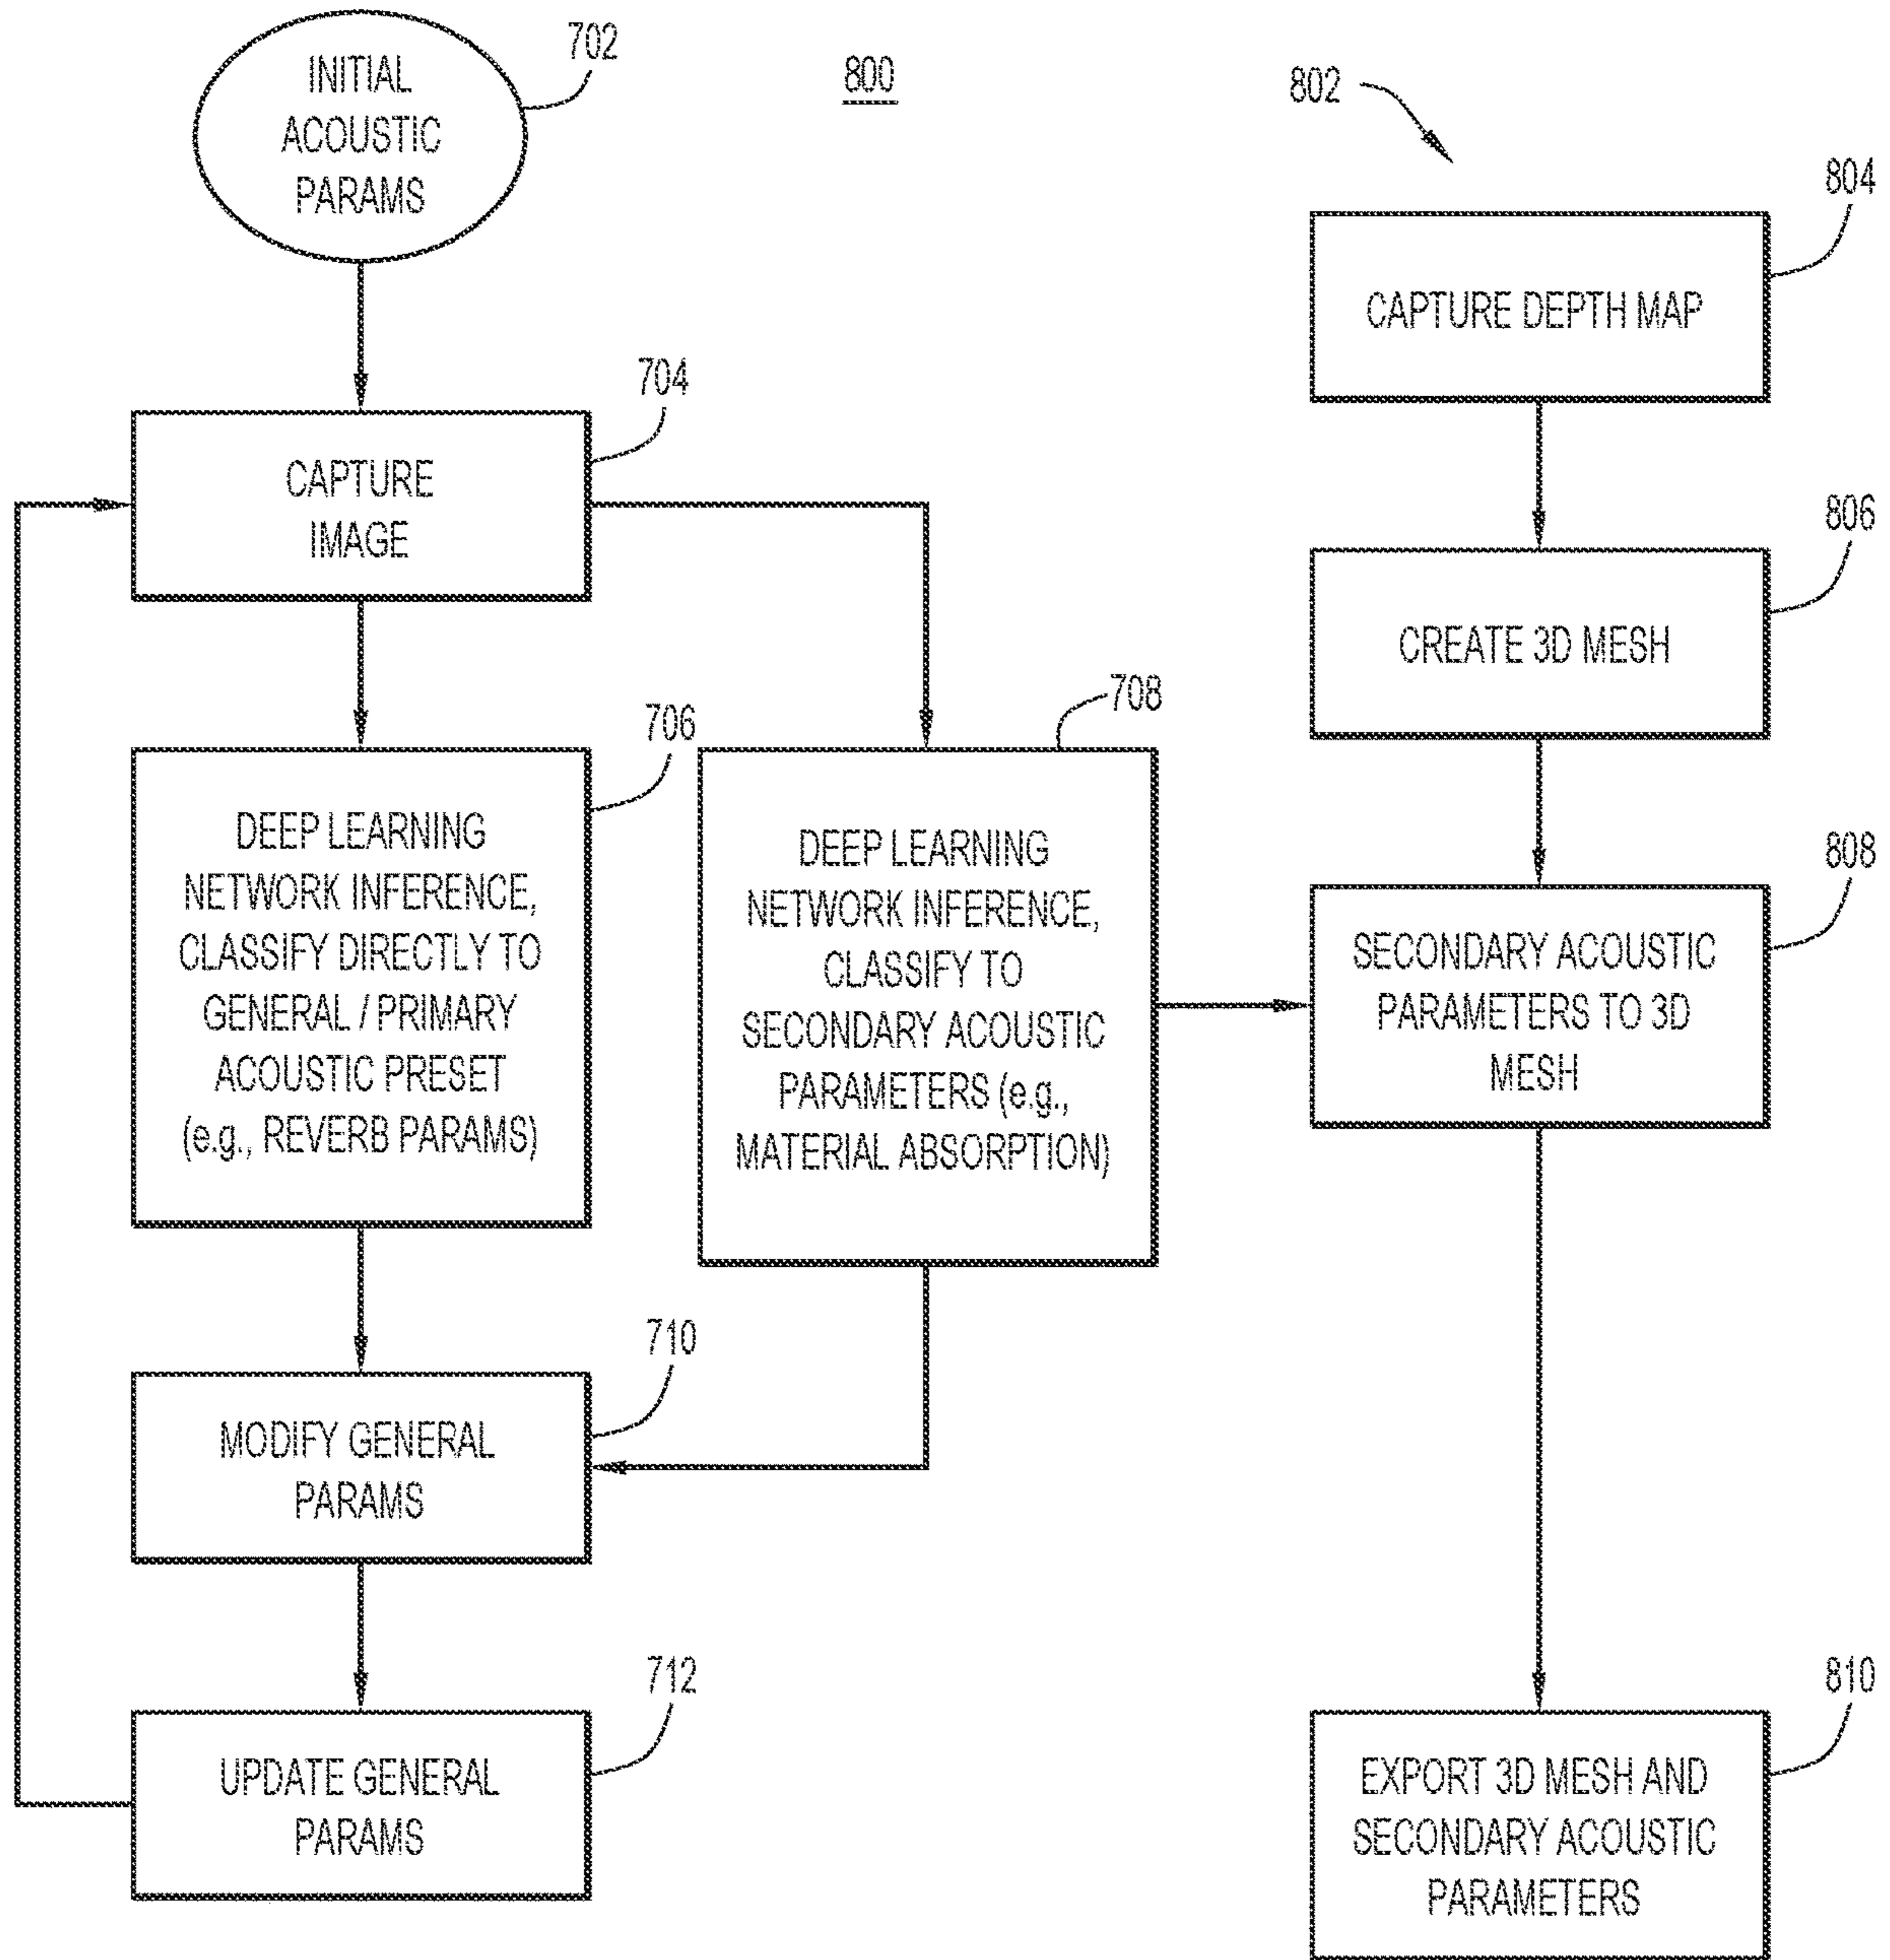 INITIAL
ACOUSTIC
PARAMS
702
800
802
804
CAPTURE DEPTH MAP
704
CAPTURE
IMAGE
806
CREATE 3D MESH
706
DEEP LEARNING
NETWORK INFERENCE,
CLASSIFY DIRECTLY TO
GENERAL / PRIMARY
ACOUSTIC PRESET
(e.g., REVERB PARAMS)
708
DEEP LEARNING
NETWORK INFERENCE,
CLASSIFY TO
SECONDARY ACOUSTIC
PARAMETERS (e.g.,
MATERIAL ABSORPTION)
808
SECONDARY ACOUSTIC
PARAMETERS TO 3D
MESH
710
MODIFY GENERAL
PARAMS
712
UPDATE GENERAL
PARAMS
810
EXPORT 3D MESH AND
SECONDARY ACOUSTIC
PARAMETERS